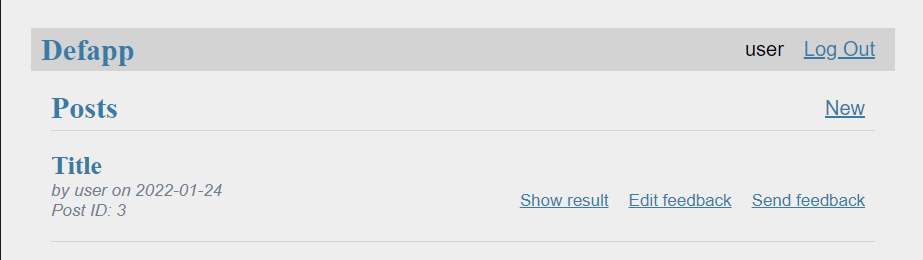 Defapp user Log Out
Posts New
Title
by user on 2022-01-24
Post ID: 3
Show result Edit feedback Send feedback